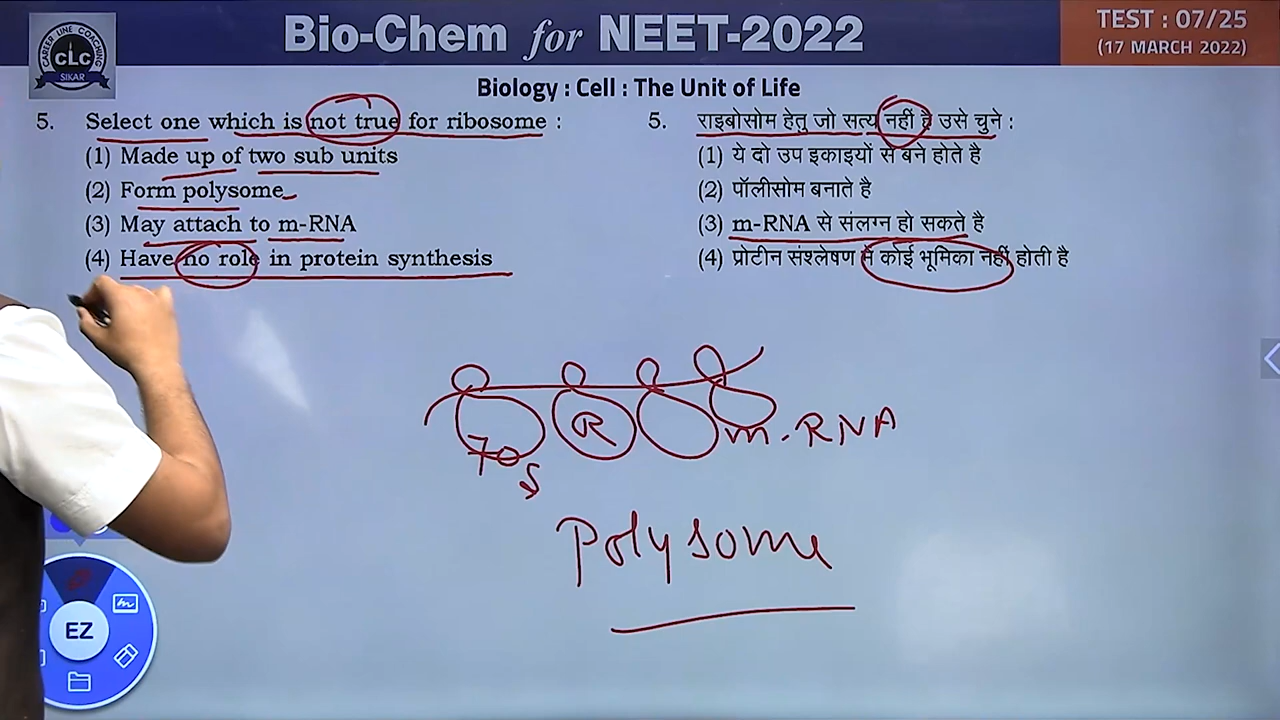 CAREER LINE COACHING
CLC
SIKAR
Bio-Chem for NEET-2022
TEST : 07/25
(17 MARCH 2022)
Biology : Cell : The Unit of Life
5. Select one which is not true for ribosome :
(1) Made up of two sub units
(2) Form polysome
(3) May attach to m-RNA
(4) Have no role in protein synthesis
5. राइबोसोम हेतु जो सत्य नहीं है उसे चुने :
(1) ये दो उप इकाइयों से बने होते है
(2) पॉलीसोम बनाते है
(3) m-RNA से संलग्न हो सकते है
(4) प्रोटीन संश्लेषण में कोई भूमिका नहीं होती है
R
m-RNA
70
S
Polysome
EZ